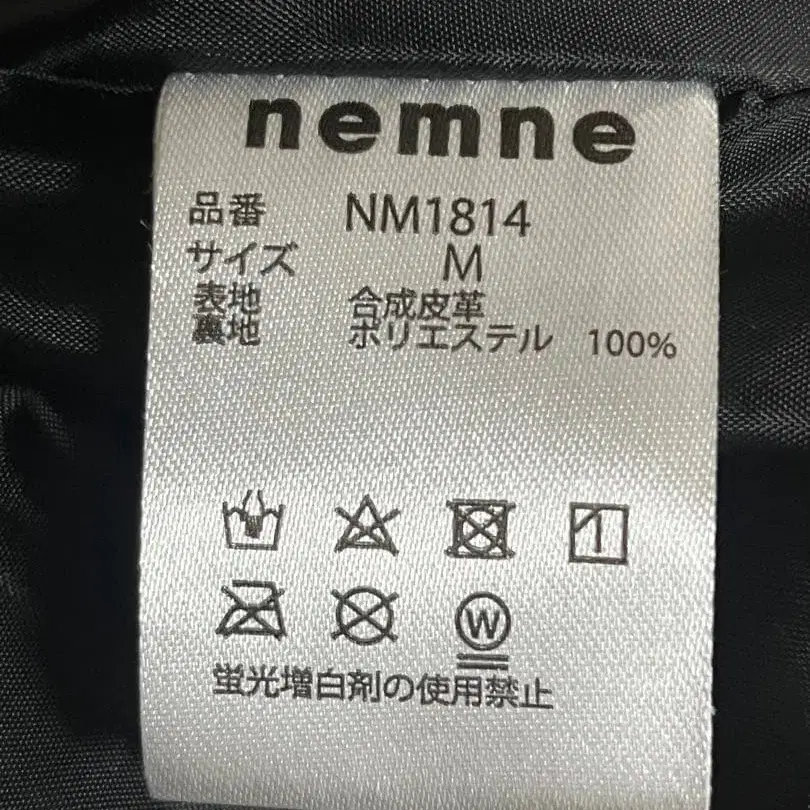 nemne
品番 NM1814
サイズ M
表地 合成皮革
裏地 ポリエステル 100%
W
蛍光増白剤の使用禁止